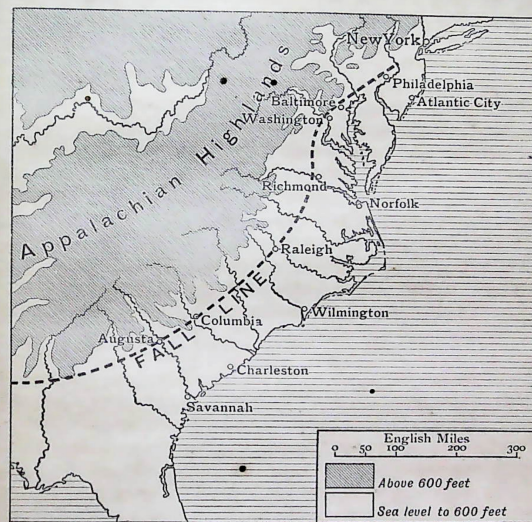 New York
Philadelphia
Baltimore
Atlantic City
Washington
Appalachian Highlands
Richmond
Norfolk
Raleigh
FALL LINE
Wilmington
Columbia
Augusta
Charleston
Savannah
English Miles
0 50 100 200 300
Above 600 feet
Sea level to 600 feet